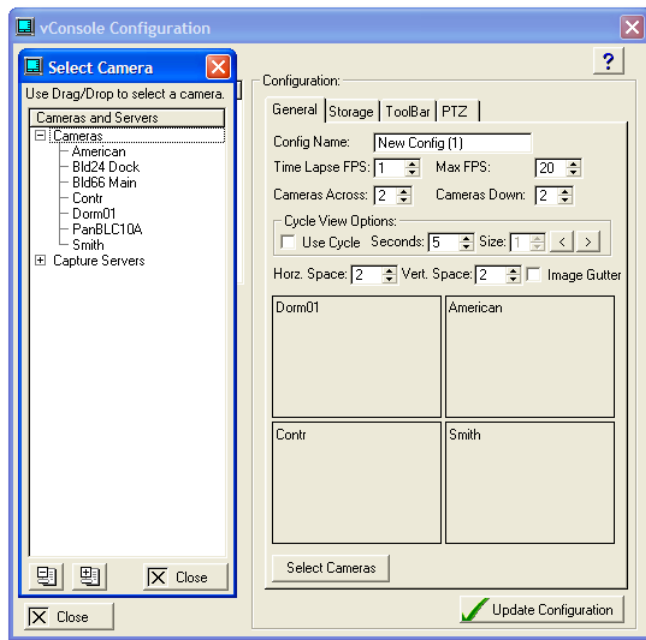 vConsole Configuration
Select Camera
Use Drag/Drop to select a camera.
Cameras and Servers
Cameras
American
Bld24 Dock
Bld66 Main
Contr
Dorm01
PanBLC10A
Smith
Capture Servers
Close
Close
?
Configuration:
General Storage ToolBar PTZ
Config Name: New Config (1)
Time Lapse FPS: 1 Max FPS: 20
Cameras Across: 2 Cameras Down: 2
Cycle View Options:
Use Cycle Seconds: 5 Size: 1 < >
Horz. Space: 2 Vert. Space: 2 Image Gutter
Dorm01 American
Contr Smith
Select Cameras
Update Configuration